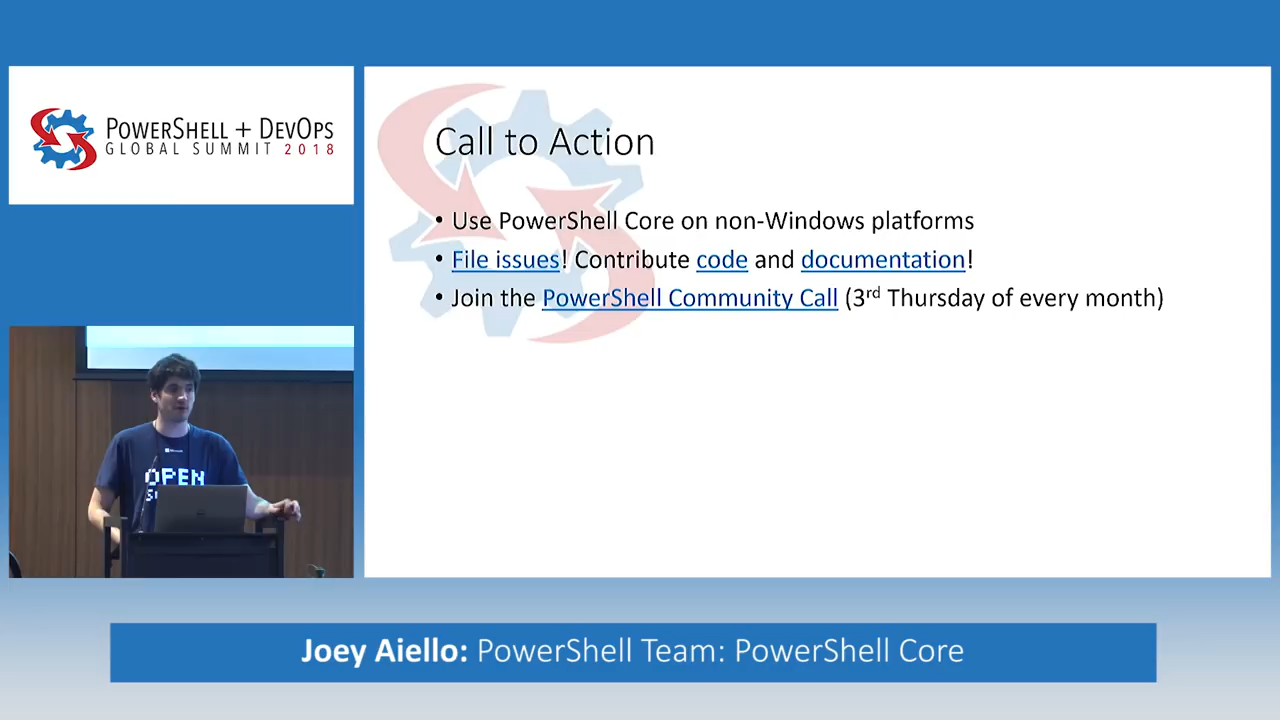 POWERSHELL + DEVOPS
GLOBAL SUMMIT 2018
Call to Action
• Use PowerShell Core on non-Windows platforms
• File issues! Contribute code and documentation!
• Join the PowerShell Community Call (3rd Thursday of every month)
Microsoft
OPEN
Joey Aiello: PowerShell Team: PowerShell Core